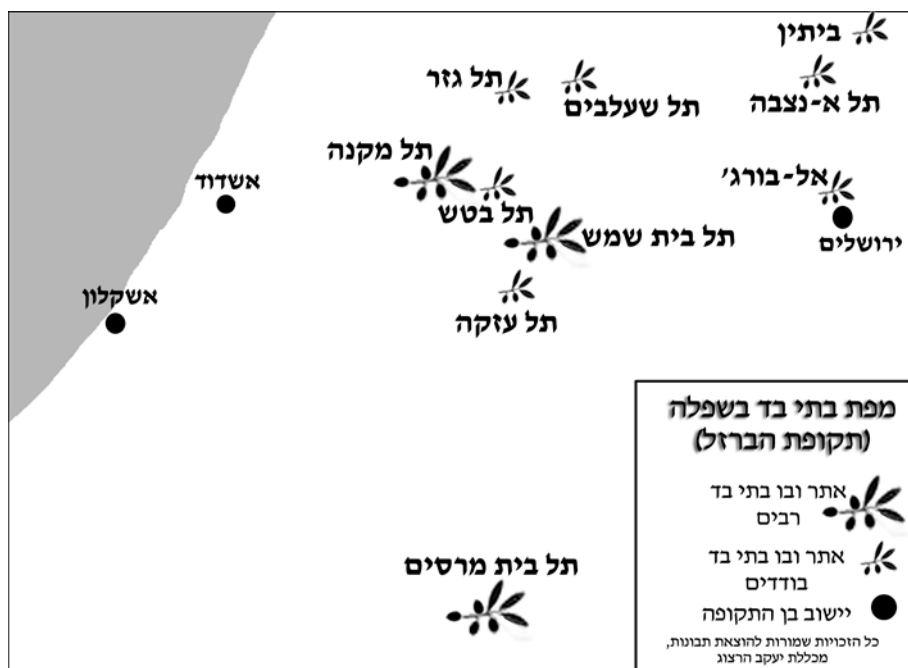 ביתין
תל גזר
תל שעלבים
תל א-נצבה
תל מקנה
אל-בורג'
אשדוד
תל בטש
תל בית שמש
ירושלים
אשקלון
תל עזקה
מפת בתי בד בשפלה
(תקופת הברזל)
אתר ובו בתי בד
רבים
אתר ובו בתי בד
בודדים
יישוב בן התקופה
כל הזכויות שמורות להוצאת תבונות,
מכללת יעקב הרצוג
תל בית מרסים